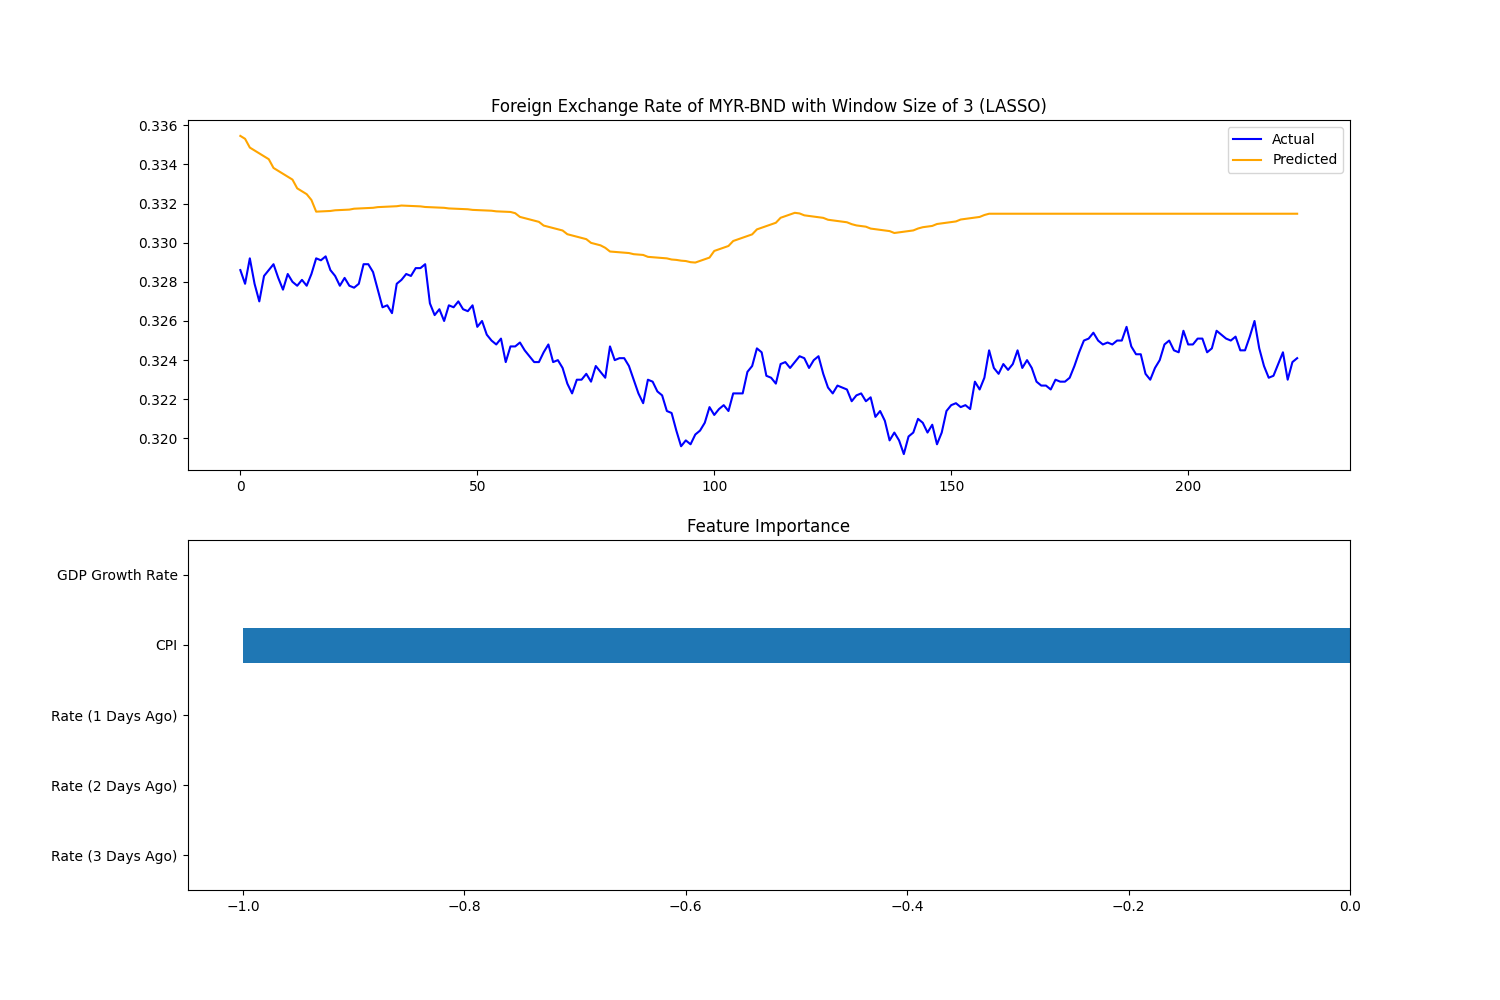 Foreign Exchange Rate of MYR-BND with Window Size of 3 (LASSO)
0.336
0.334
0.332
0.330
0.328
0.326
0.324
0.322
0.320
Actual
Predicted
0 50 100 150 200
Feature Importance
GDP Growth Rate
CPI
Rate (1 Days Ago)
Rate (2 Days Ago)
Rate (3 Days Ago)
−1.0 −0.8 −0.6 −0.4 −0.2 0.0